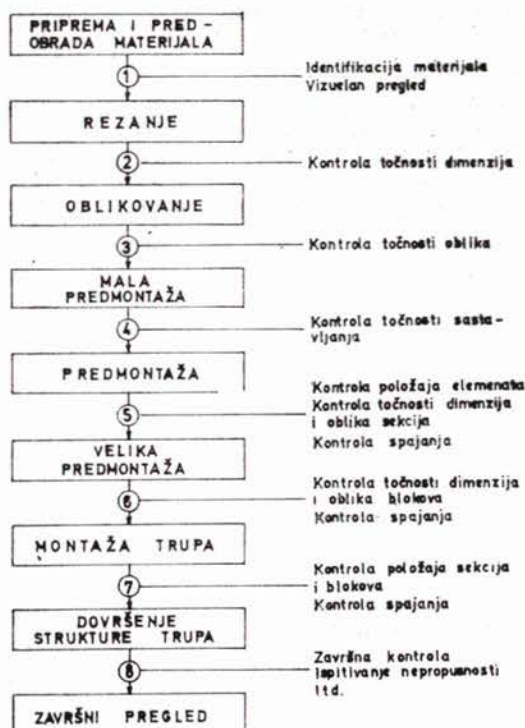 PRIPREMA I PRED-
OBRADA MATERIJALA
1
Identifikacija materijala
Vizuelan pregled
REZANJE
2
Kontrola točnosti dimenzija
OBLIKOVANJE
3
Kontrola točnosti oblika
MALA
PREDMONTAŽA
4
Kontrola točnosti sasta-
vljanja
PREDMONTAŽA
5
Kontrola položaja elemenata
Kontrola točnosti dimenzija
i oblika sekcija
Kontrola spajanja
VELIKA
PREDMONTAŽA
6
Kontrola točnosti dimenzija
i oblika blokova
Kontrola spajanja
MONTAŽA TRUPA
7
Kontrola položaja sekcija
i blokova
Kontrola spajanja
DOVRŠENJE
STRUKTURE TRUPA
8
Završna kontrola
Ispitivanje nepropusnosti
itd.
ZAVRŠNI PREGLED